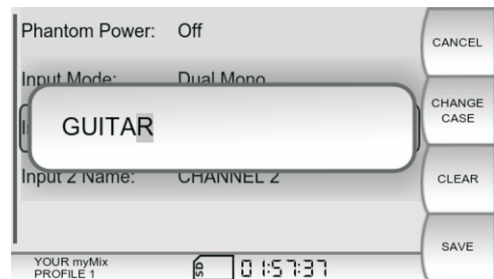 Phantom Power: Off
CANCEL
Input Mode: Dual Mono
CHANGE
CASE
GUITAR
Input 2 Name: CHANNEL 2
CLEAR
SAVE
YOUR myMix
PROFILE 1
SD
01:57:37